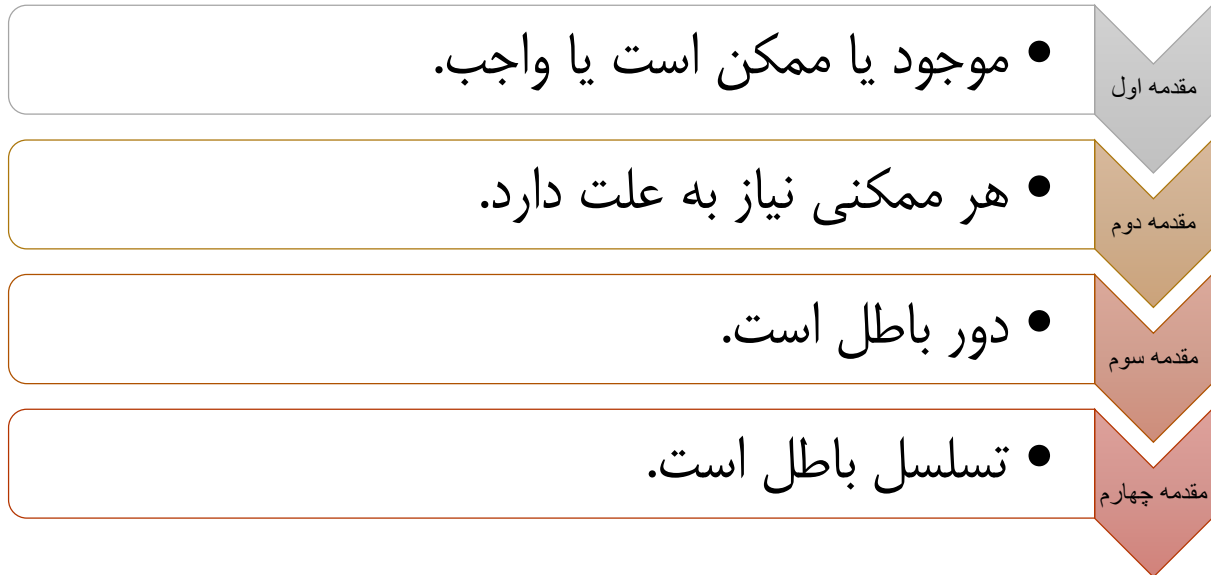 مقدمه اول
• موجود یا ممکن است یا واجب.
مقدمه دوم
• هر ممکنی نیاز به علت دارد.
مقدمه سوم
• دور باطل است.
مقدمه چهارم
• تسلسل باطل است.